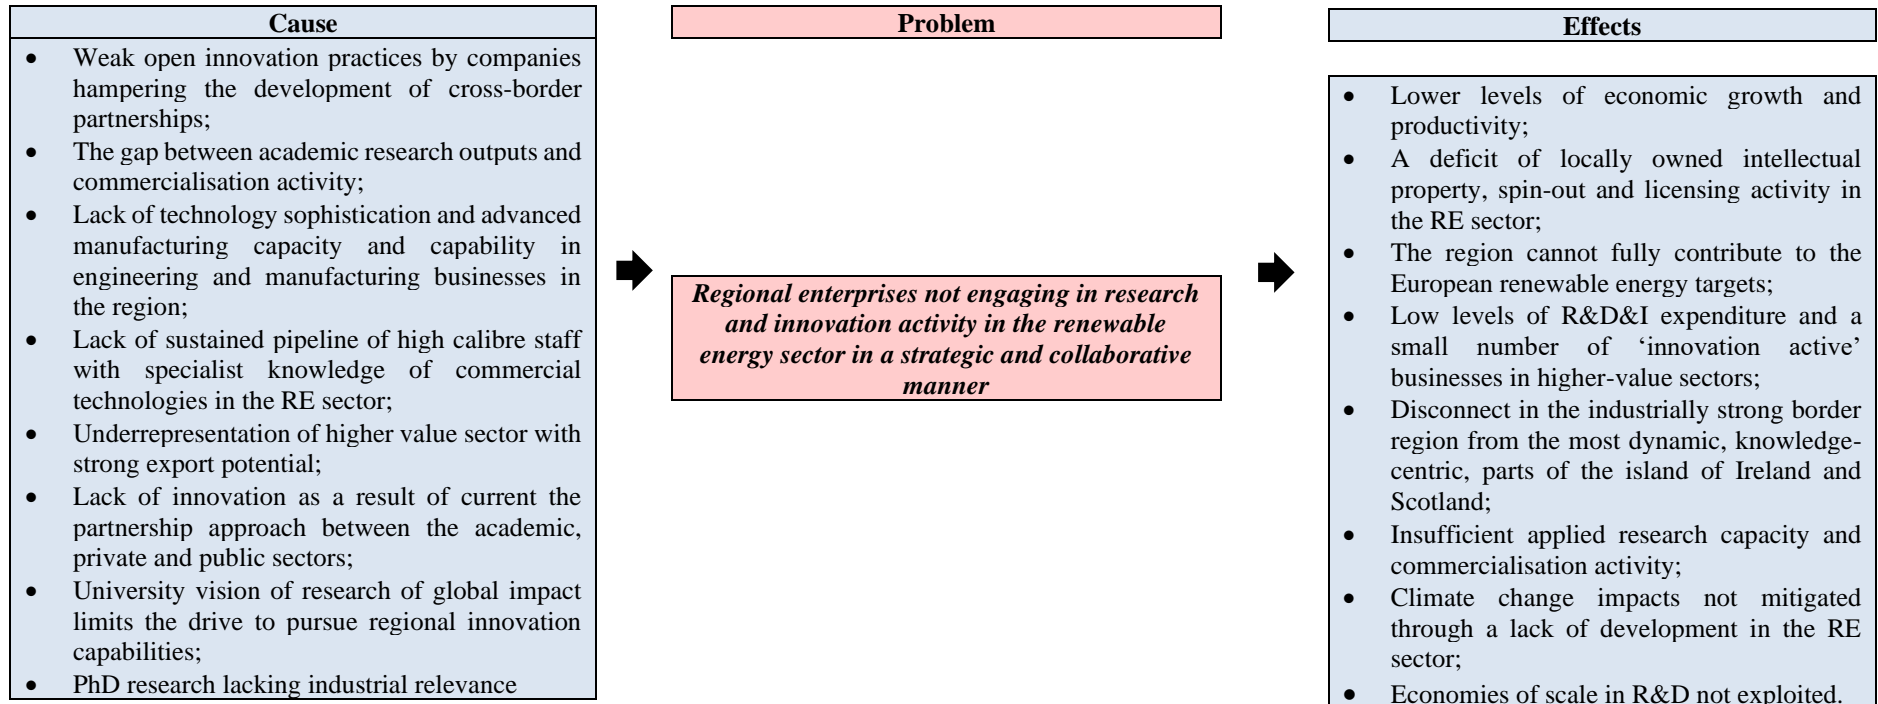 Cause
• Weak open innovation practices by companies
hampering the development of cross-border
partnerships;
• The gap between academic research outputs and
commercialisation activity;
• Lack of technology sophistication and advanced
manufacturing capacity and capability in
engineering and manufacturing businesses in
the region;
• Lack of sustained pipeline of high calibre staff
with specialist knowledge of commercial
technologies in the RE sector;
• Underrepresentation of higher value sector with
strong export potential;
• Lack of innovation as a result of current the
partnership approach between the academic,
private and public sectors;
• University vision of research of global impact
limits the drive to pursue regional innovation
capabilities;
• PhD research lacking industrial relevance
Problem
Regional enterprises not engaging in research
and innovation activity in the renewable
energy sector in a strategic and collaborative
manner
Effects
• Lower levels of economic growth and
productivity;
• A deficit of locally owned intellectual
property, spin-out and licensing activity in
the RE sector;
• The region cannot fully contribute to the
European renewable energy targets;
• Low levels of R&D&I expenditure and a
small number of ‘innovation active’
businesses in higher-value sectors;
• Disconnect in the industrially strong border
region from the most dynamic, knowledge-
centric, parts of the island of Ireland and
Scotland;
• Insufficient applied research capacity and
commercialisation activity;
• Climate change impacts not mitigated
through a lack of development in the RE
sector;
• Economies of scale in R&D not exploited.